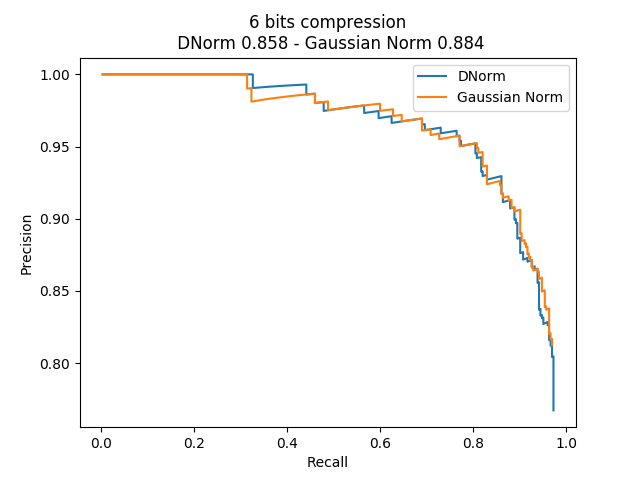 6 bits compression
DNorm 0.858 - Gaussian Norm 0.884
DNorm
Gaussian Norm
Precision
1.00
0.95
0.90
0.85
0.80
0.0 0.2 0.4 0.6 0.8 1.0
Recall